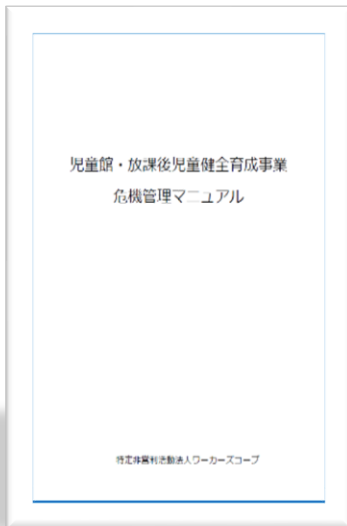 児童館・放課後児童健全育成事業
危機管理マニュアル
特定非営利活動法人ワーカーズコープ